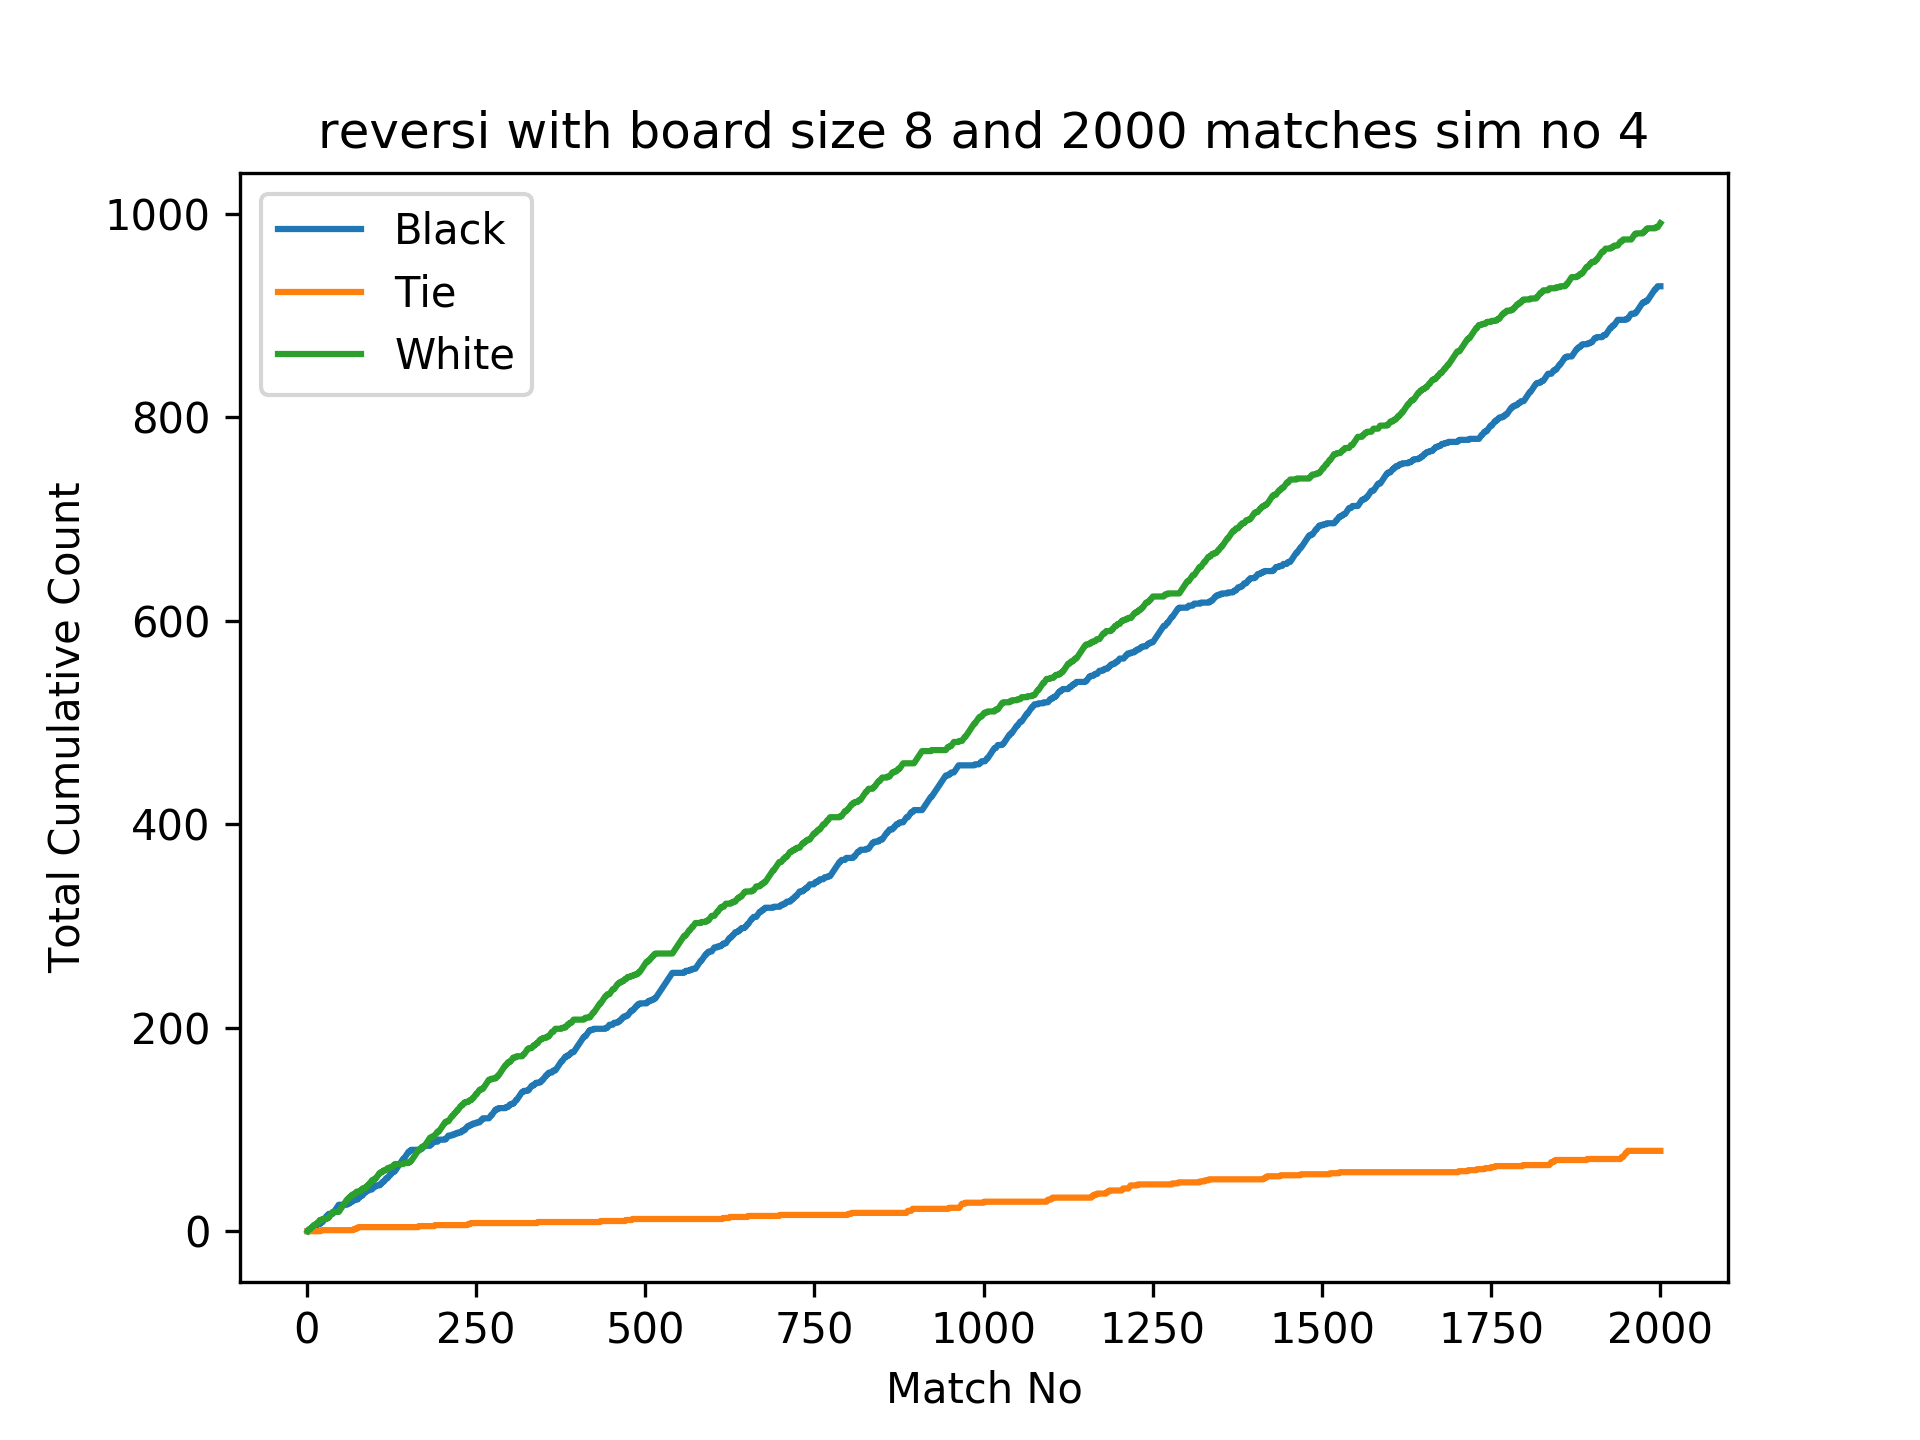 reversi with board size 8 and 2000 matches sim no 4
Black
Tie
White
1000
800
600
400
200
0
Total Cumulative Count
0 250 500 750 1000 1250 1500 1750 2000
Match No